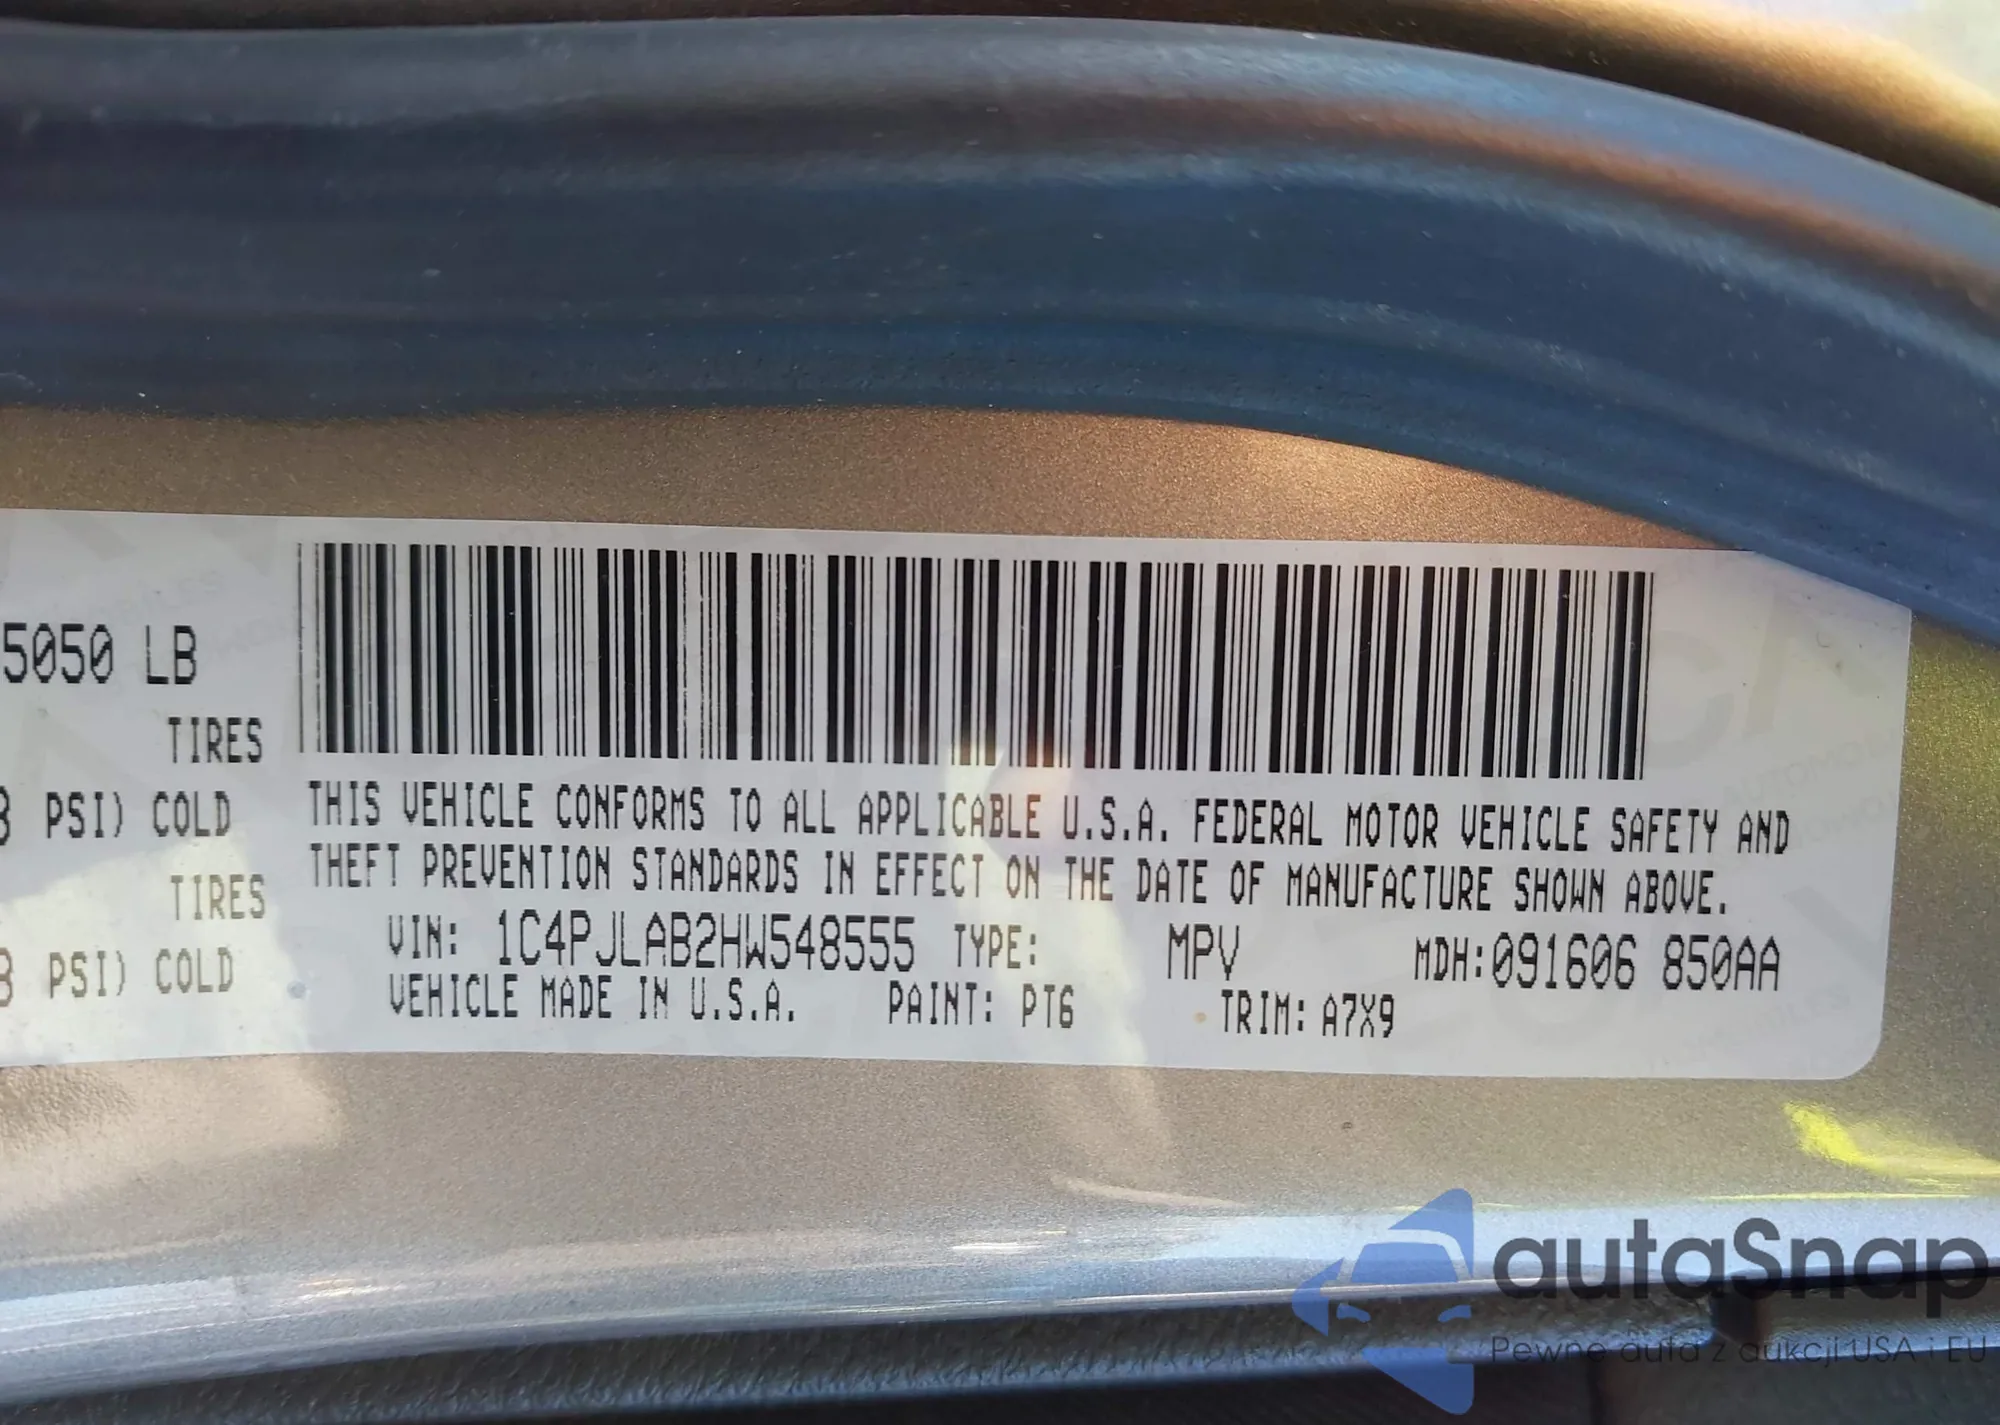 5050 LB
TIRES
PSI) COLD
TIRES
PSI) COLD
THIS VEHICLE CONFORMS TO ALL APPLICABLE U.S.A. FEDERAL MOTOR VEHICLE SAFETY AND
THEFT PREVENTION STANDARDS IN EFFECT ON THE DATE OF MANUFACTURE SHOWN ABOVE.
VIN: 1C4PJLAB2HW548555 TYPE: MPV MDH:091606 850AA
VEHICLE MADE IN U.S.A. PAINT: PT6 TRIM: A7X9
autaSnap
Pewne auta z aukcji USA i EU